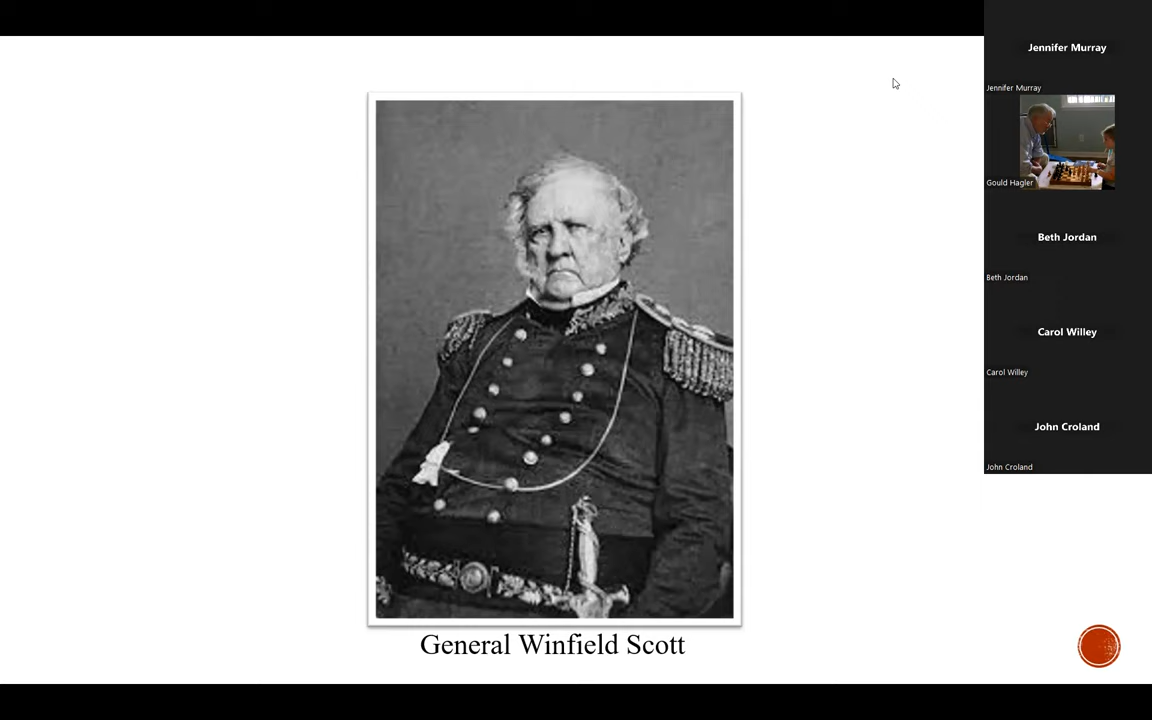 Jennifer Murray
Jennifer Murray
Gould Hagler
Beth Jordan
Beth Jordan
Carol Willey
Carol Willey
John Croland
John Croland
General Winfield Scott